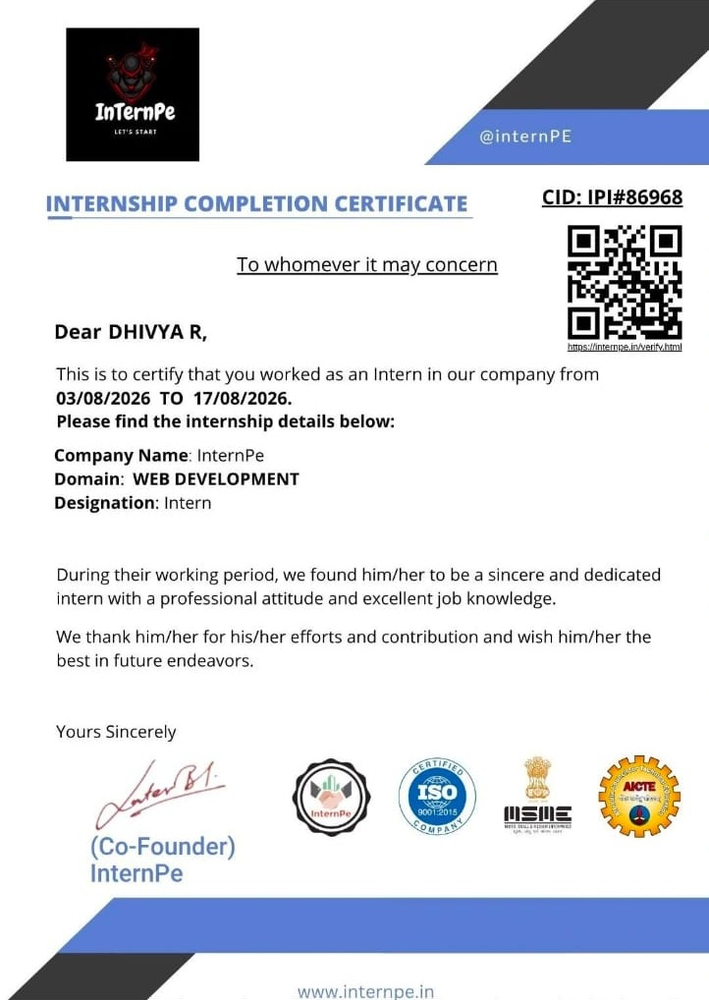 InTernPe
LET'S START
@internPE
INTERNSHIP COMPLETION CERTIFICATE
CID: IPI#86968
To whomever it may concern
https://internpe.in/verify.html
Dear DHIVYA R,
This is to certify that you worked as an Intern in our company from
03/08/2026 TO 17/08/2026.
Please find the internship details below:
Company Name: InternPe
Domain: WEB DEVELOPMENT
Designation: Intern
During their working period, we found him/her to be a sincere and dedicated
intern with a professional attitude and excellent job knowledge.
We thank him/her for his/her efforts and contribution and wish him/her the
best in future endeavors.
Yours Sincerely
(Co-Founder)
InternPe
InternPe
CERTIFIED
ISO
9001:2015
COMPANY
MSME
AICTE
www.internpe.in